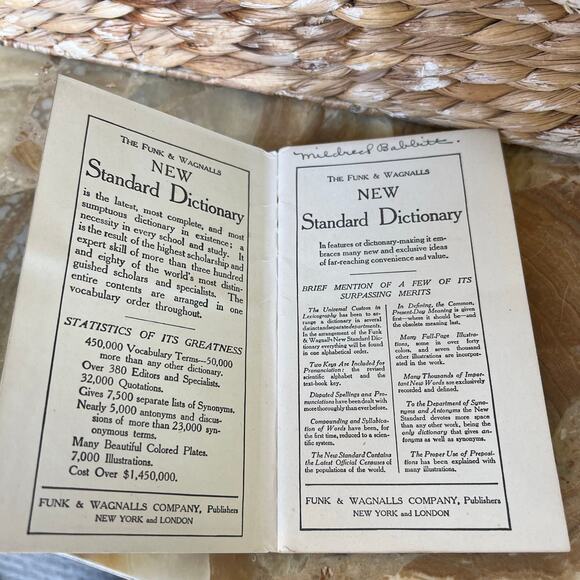 THE FUNK & WAGNALLS
NEW
Standard Dictionary
is the latest, most complete, and most
sumptuous dictionary in existence; a
necessity in every school and study. It
is the result of the highest scholarship and
expert skill of more than three hundred
and eighty of the world's most distin-
guished scholars and specialists. The
entire contents are arranged in one
vocabulary order throughout.
STATISTICS OF ITS GREATNESS
450,000 Vocabulary Terms—50,000
more than any other dictionary.
Over 380 Editors and Specialists.
32,000 Quotations.
Gives 7,500 separate lists of Synonyms.
Nearly 5,000 antonyms and discus-
sions of more than 23,000 syn-
onymous terms.
Many Beautiful Colored Plates.
7,000 Illustrations.
Cost Over $1,450,000.
FUNK & WAGNALLS COMPANY, Publishers
NEW YORK and LONDON
Mildred Babbitt.
THE FUNK & WAGNALLS
NEW
Standard Dictionary
In features of dictionary-making it em-
braces many new and exclusive ideas
of far-reaching convenience and value.
BRIEF MENTION OF A FEW OF ITS
SURPASSING MERITS
The Universal Custom in
Lexicography has been to ar-
range a dictionary in several
distinct and separate departments.
In the arrangement of the Funk
& Wagnalls New Standard Dic-
tionary everything will be found
in one alphabetical order.
Two Keys Are Included for
Pronunciation: the revised
scientific alphabet and the
text-book key.
Disputed Spellings and Pro-
nunciations have been dealt with
more thoroughly than ever before.
Compounding and Syllabica-
tion of Words have been, for
the first time, reduced to a scien-
tific system.
The New Standard Contains
the Latest Official Censuses of
the populations of the world.
In Defining, the Common,
Present-Day Meaning is given
first—where it should be—and
the obsolete meaning last.
Many Full-Page Illustra-
tions, some in over forty
colors, and seven thousand
other illustrations are incorpo-
rated in the work.
Many Thousands of Impor-
tant New Words are exclusively
recorded and defined.
To the Department of Syno-
nyms and Antonyms the New
Standard devotes more space
than any other work, being the
only dictionary that gives an-
tonyms as well as synonyms.
The Proper Use of Preposi-
tions has been explained with
many illustrations.
FUNK & WAGNALLS COMPANY, Publishers
NEW YORK and LONDON